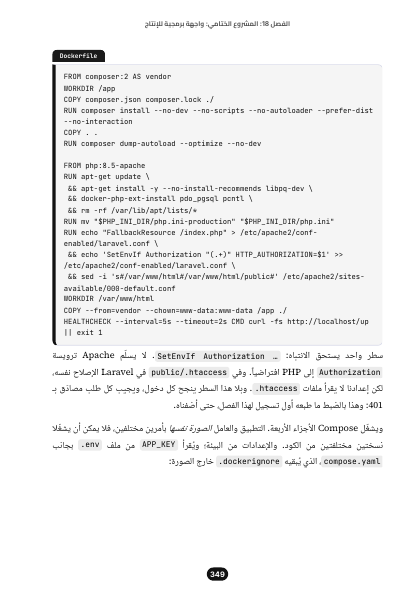 الفصل 18: المشروع الختامي: واجهة برمجية للإنتاج
Dockerfile
FROM composer:2 AS vendor
WORKDIR /app
COPY composer.json composer.lock ./
RUN composer install --no-dev --no-scripts --no-autoloader --prefer-dist
--no-interaction
COPY . .
RUN composer dump-autoload --optimize --no-dev
FROM php:8.5-apache
RUN apt-get update \
&& apt-get install -y --no-install-recommends libpq-dev \
&& docker-php-ext-install pdo_pgsql pcntl \
&& rm -rf /var/lib/apt/lists/*
RUN mv "$PHP_INI_DIR/php.ini-production" "$PHP_INI_DIR/php.ini"
RUN echo "FallbackResource /index.php" > /etc/apache2/conf-
enabled/laravel.conf \
&& echo 'SetEnvIf Authorization "(.+)" HTTP_AUTHORIZATION=$1' >>
/etc/apache2/conf-enabled/laravel.conf \
&& sed -i 's#/var/www/html#/var/www/html/public#' /etc/apache2/sites-
available/000-default.conf
WORKDIR /var/www/html
COPY --from=vendor --chown=www-data:www-data /app ./
HEALTHCHECK --interval=5s --timeout=2s CMD curl -fs http://localhost/up
|| exit 1
سطر واحد يستحق الانتباه: SetEnvIf Authorization …. لا يسلّم Apache ترويسة
Authorization إلى PHP افتراضياً. وفي public/.htaccess في Laravel الإصلاح نفسه،
لكن إعدادنا لا يقرأ ملفات .htaccess. وبلا هذا السطر ينجح كل دخول، ويجيب كل طلب مصادَق بـ
401: وهذا بالضبط ما طبعه أول تسجيل لهذا الفصل، حتى أضفناه.
ويشغّل Compose الأجزاء الأربعة. التطبيق والعامل الصورة نفسها بأمرين مختلفين، فلا يمكن أن يشغّلا
نسختين مختلفتين من الكود. والإعدادات من البيئة؛ ويُقرأ APP_KEY من ملف .env بجانب
compose.yaml، الذي يُبقيه .dockerignore خارج الصورة:
349